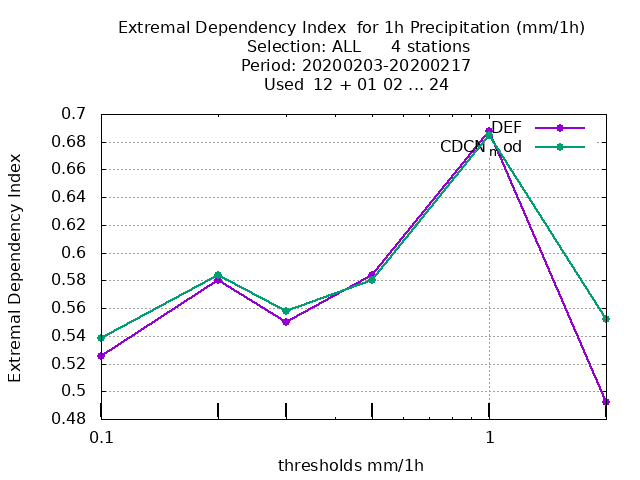 Extremal Dependency Index for 1h Precipitation (mm/1h)
Selection: ALL 4 stations
Period: 20200203-20200217
Used 12 + 01 02 ... 24
Extremal Dependency Index
0.7
0.68
0.66
0.64
0.62
0.6
0.58
0.56
0.54
0.52
0.5
0.48
DEF
CDCNmod
0.1 1
thresholds mm/1h